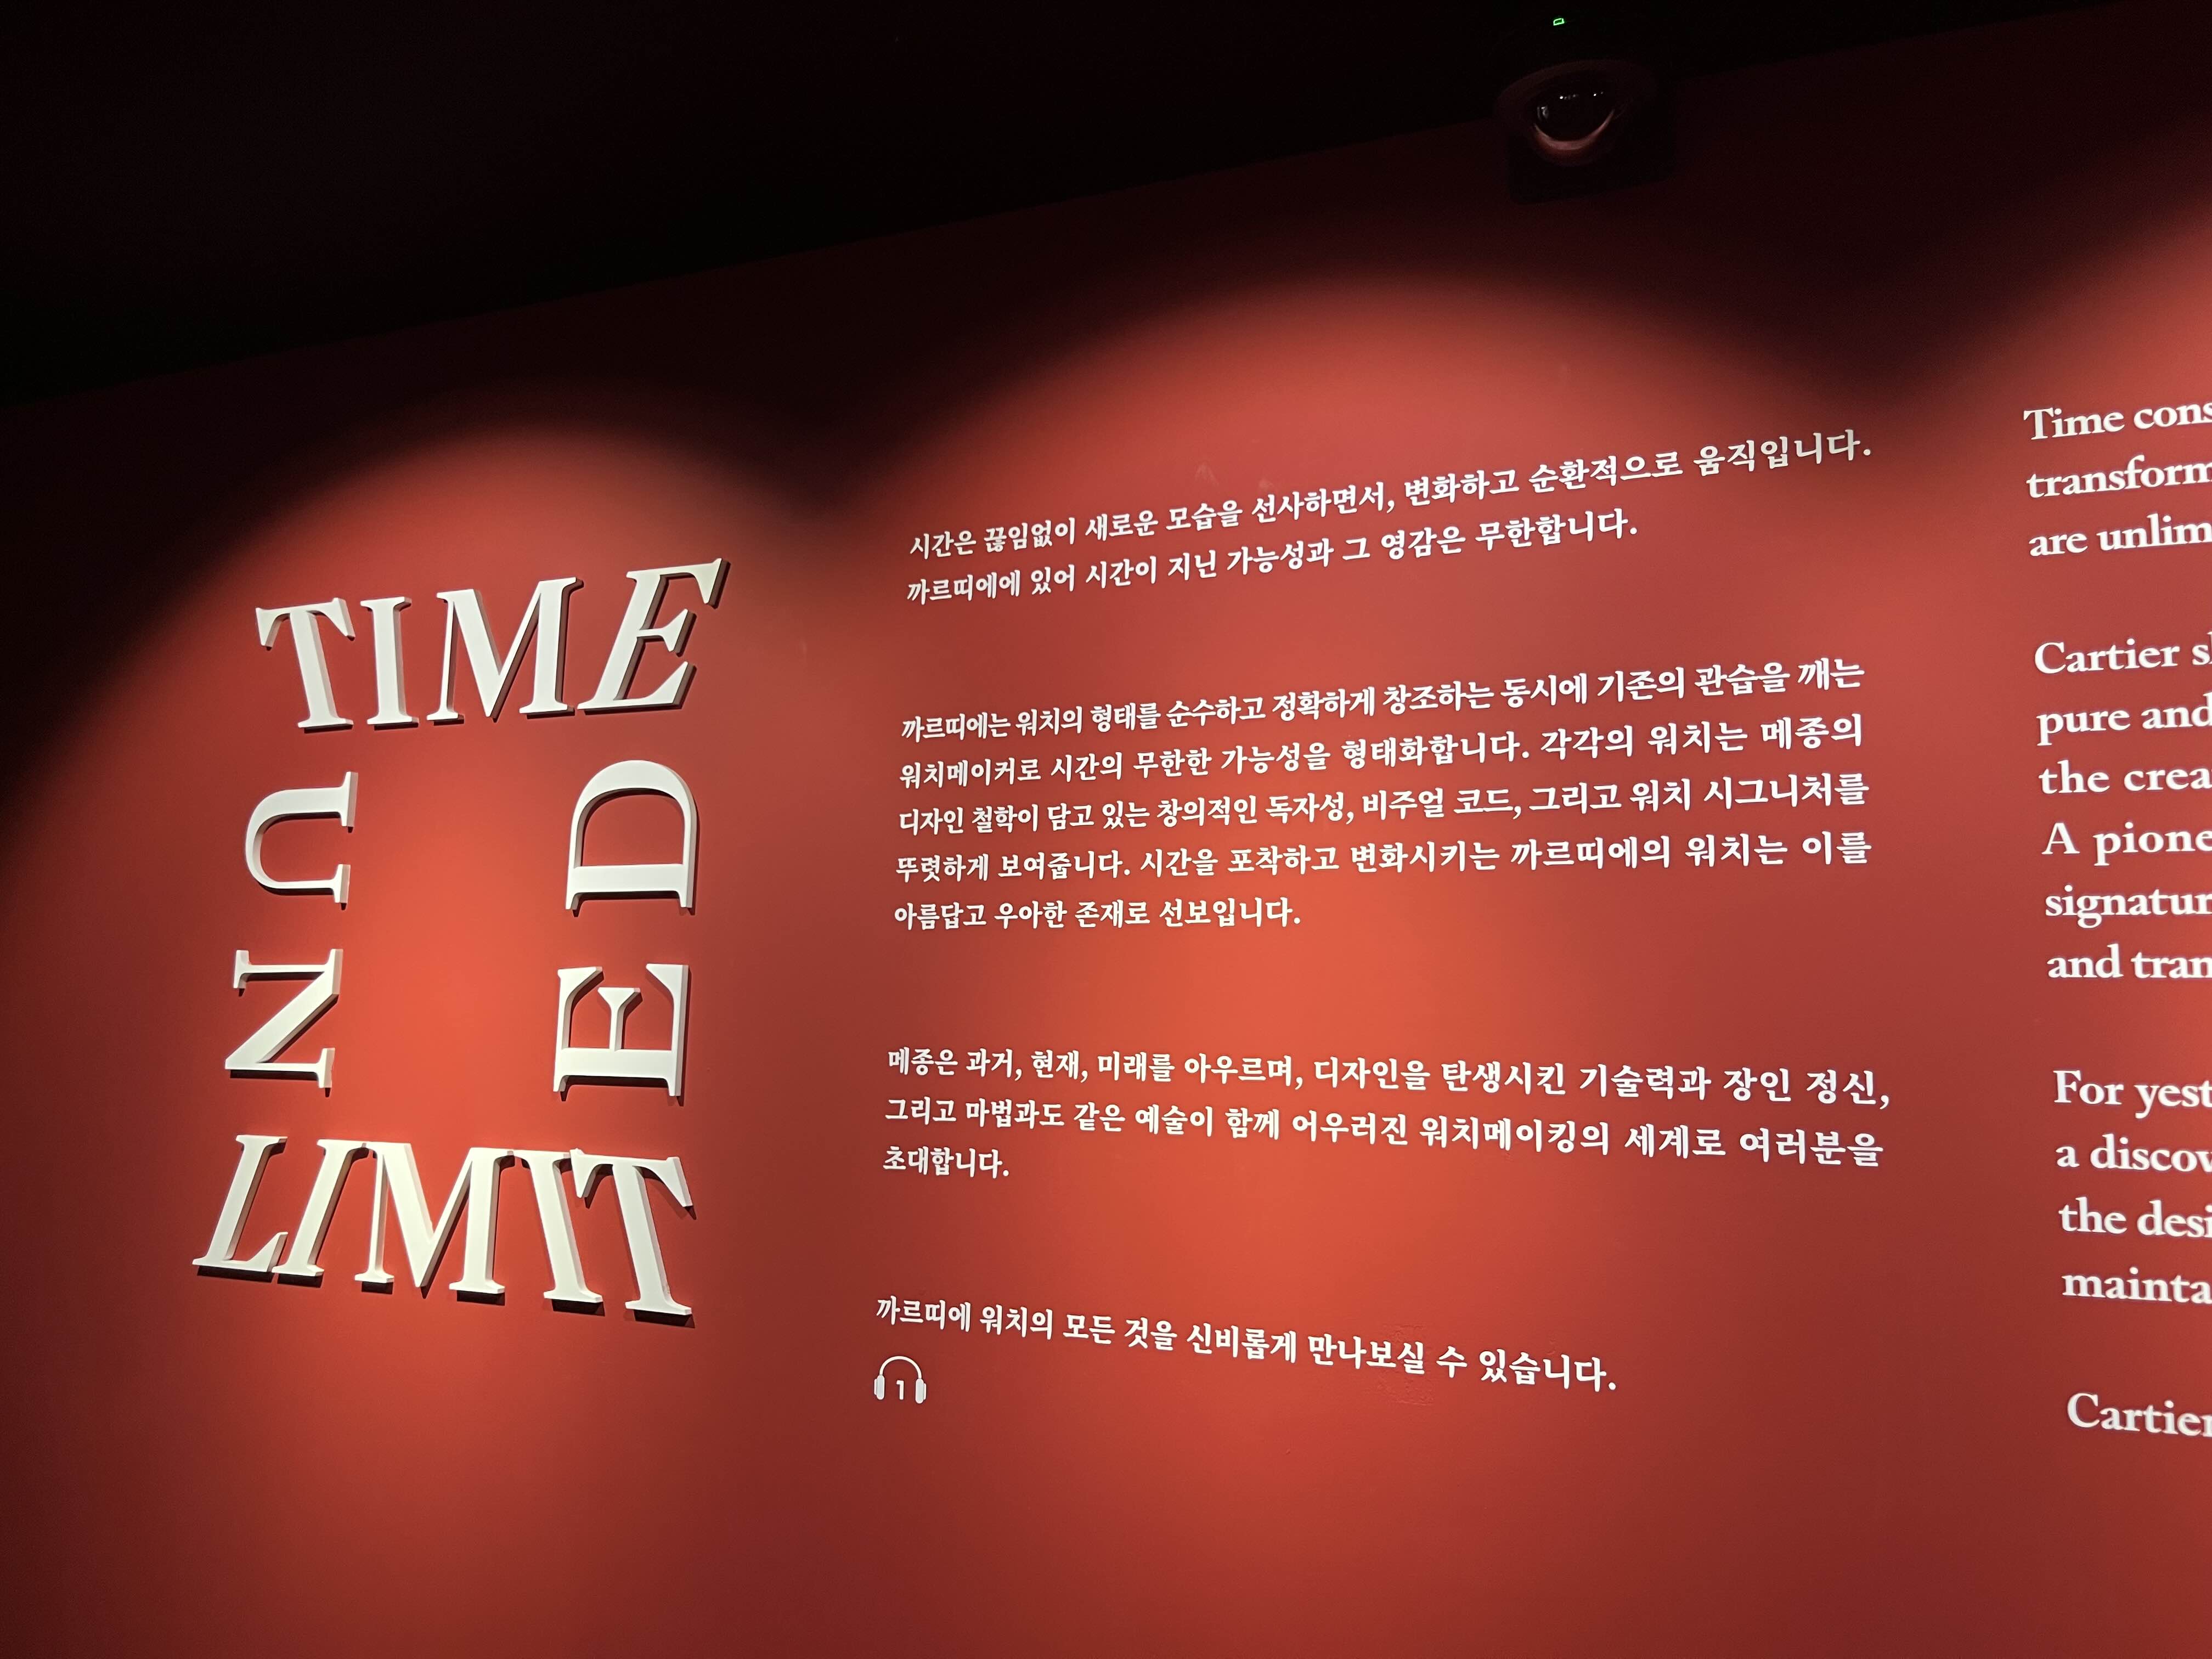 TIME
UN
LIMIT
ED
시간은 끊임없이 새로운 모습을 선사하면서, 변화하고 순환적으로 움직입니다.
까르띠에에 있어 시간이 지닌 가능성과 그 영감은 무한합니다.
까르띠에는 워치의 형태를 순수하고 정확하게 창조하는 동시에 기존의 관습을 깨는
워치메이커로 시간의 무한한 가능성을 형태화합니다. 각각의 워치는 메종의
디자인 철학이 담고 있는 창의적인 독자성, 비주얼 코드, 그리고 워치 시그니처를
뚜렷하게 보여줍니다. 시간을 포착하고 변화시키는 까르띠에의 워치는 이를
아름답고 우아한 존재로 선보입니다.
메종은 과거, 현재, 미래를 아우르며, 디자인을 탄생시킨 기술력과 장인 정신,
그리고 마법과도 같은 예술이 함께 어우러진 워치메이킹의 세계로 여러분을
초대합니다.
까르띠에 워치의 모든 것을 신비롭게 만나보실 수 있습니다.
1
Time
are
Cartier
pure and
the
A
and
For
a
the